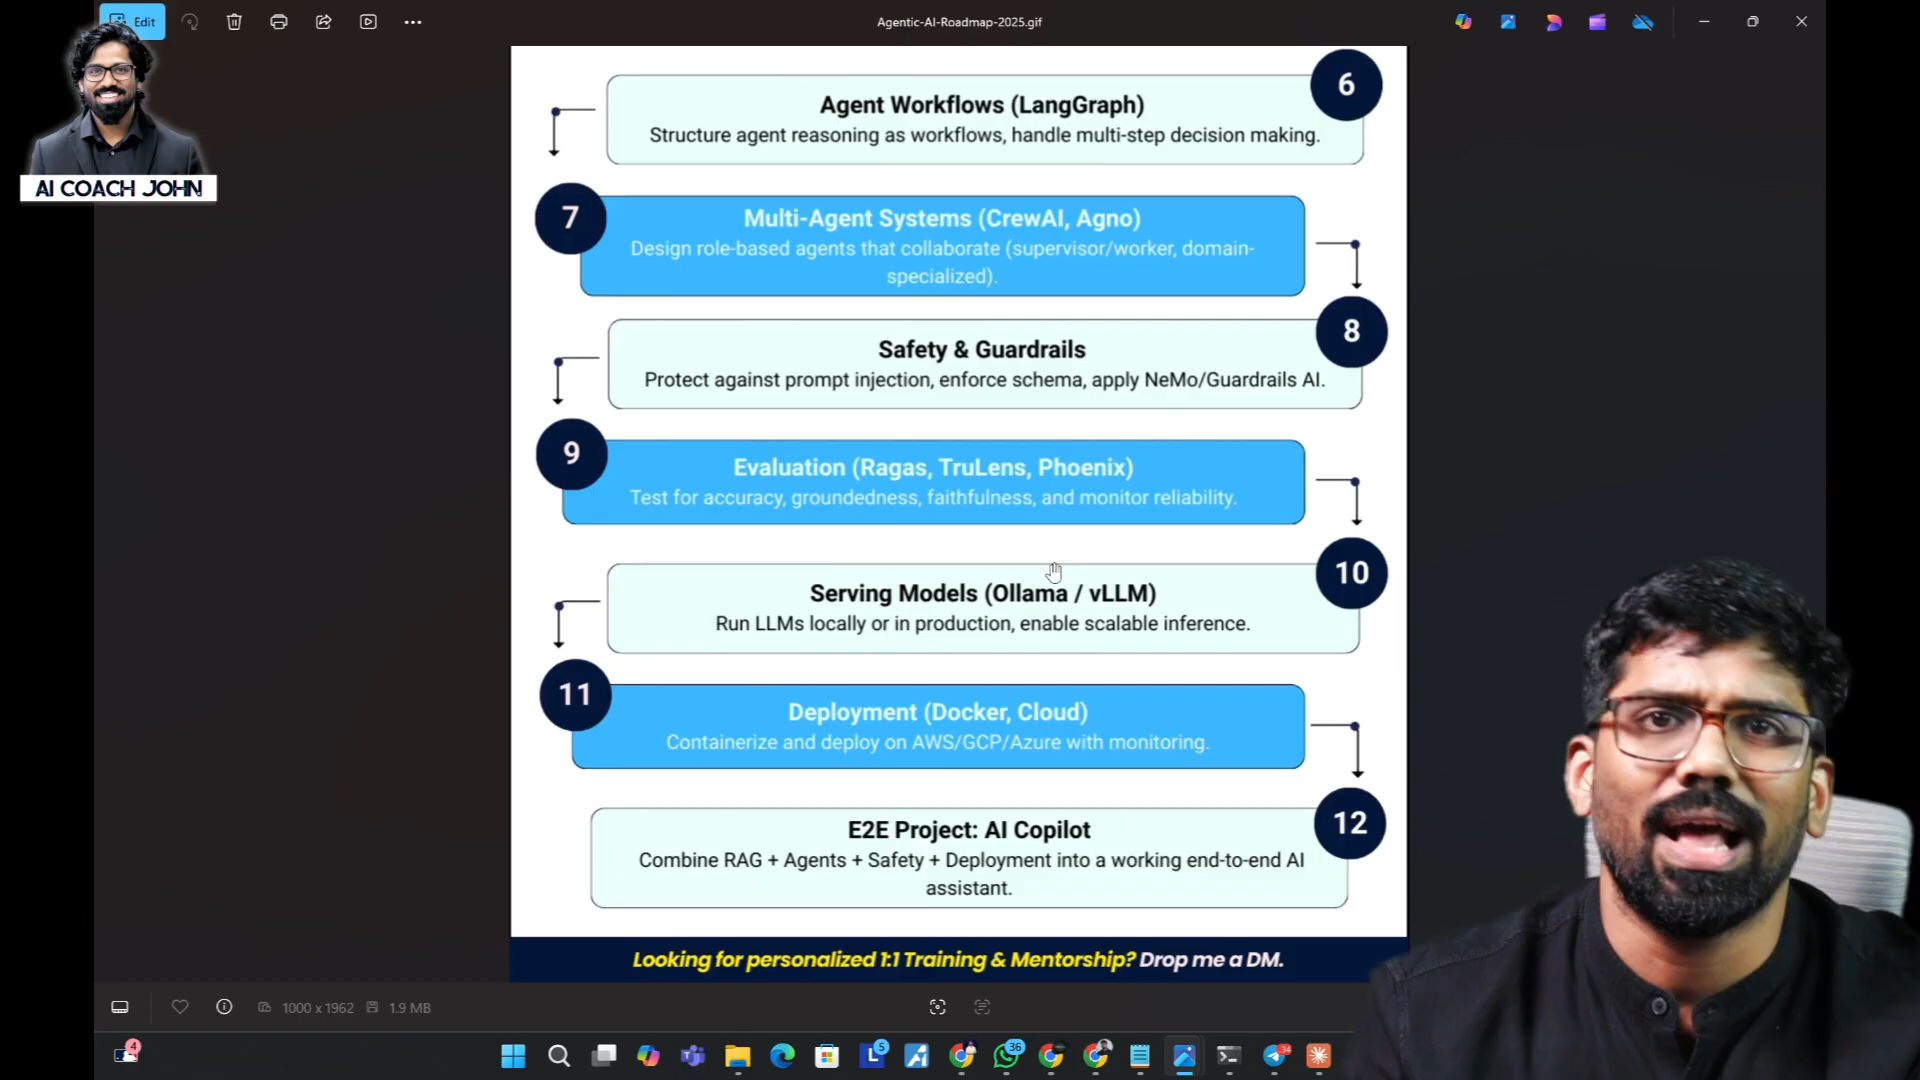 Edit
Agentic-AI-Roadmap-2025.gif
AI COACH JOHN
6
Agent Workflows (LangGraph)
Structure agent reasoning as workflows, handle multi-step decision making.
7
Multi-Agent Systems (CrewAI, Agno)
Design role-based agents that collaborate (supervisor/worker, domain-
specialized).
8
Safety & Guardrails
Protect against prompt injection, enforce schema, apply NeMo/Guardrails AI.
9
Evaluation (Ragas, TruLens, Phoenix)
Test for accuracy, groundedness, faithfulness, and monitor reliability.
10
Serving Models (Ollama / vLLM)
Run LLMs locally or in production, enable scalable inference.
11
Deployment (Docker, Cloud)
Containerize and deploy on AWS/GCP/Azure with monitoring.
12
E2E Project: AI Copilot
Combine RAG + Agents + Safety + Deployment into a working end-to-end AI
assistant.
Looking for personalized 1:1 Training & Mentorship? Drop me a DM.
1000 x 1962 1.9 MB
4
L 5
36
34